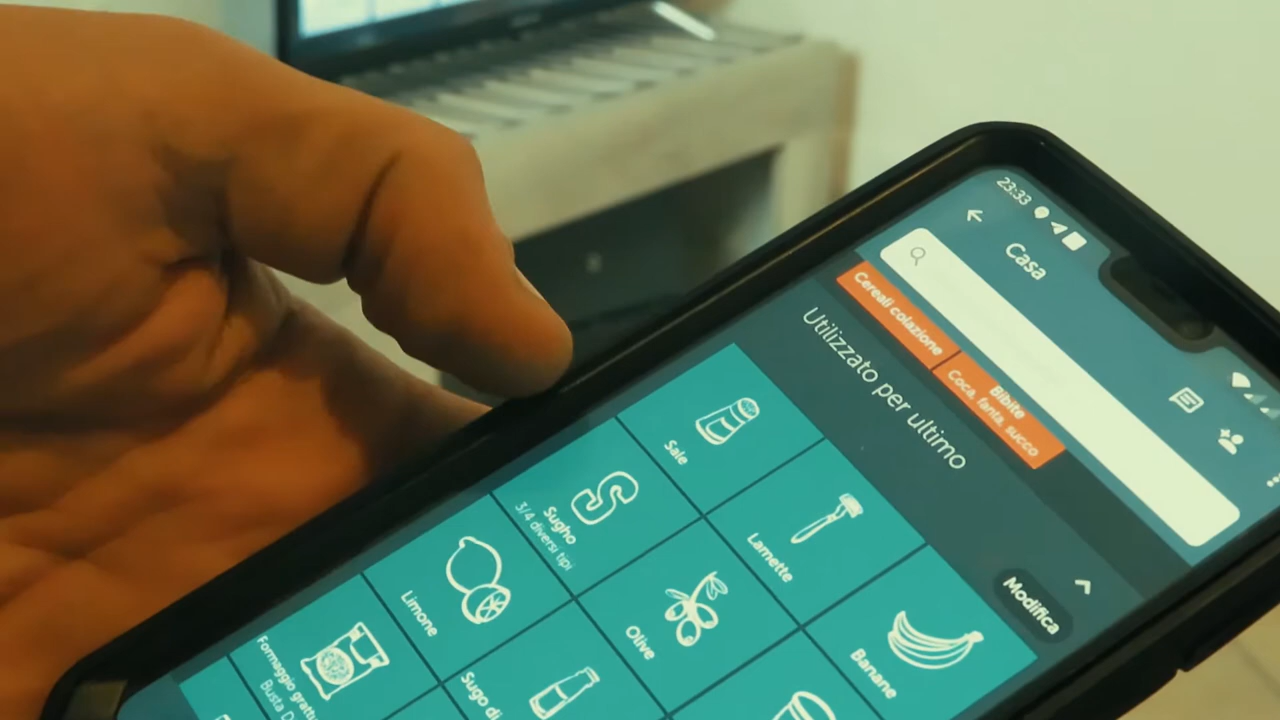 23:33
Casa
Cereali colazione
Bibite
Coca, fanta, succo
Utilizzato per ultimo
Modifica
Sale
Lamette
Banane
Sugho
3/4 diversi tipi
Olive
Limone
Sugo di
Formaggio grattu
Busta D